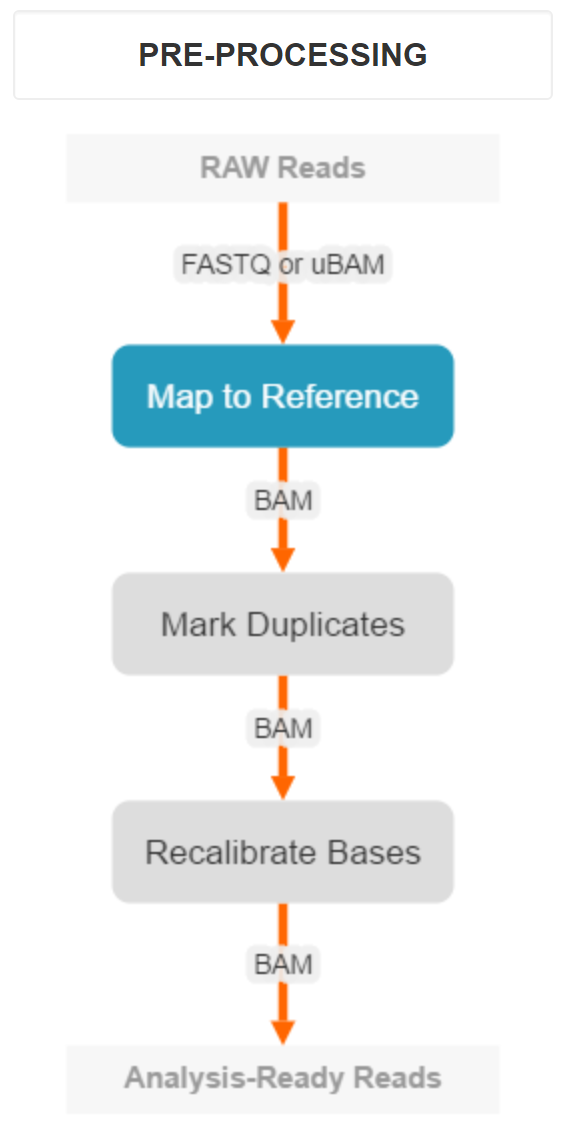 PRE-PROCESSING
RAW Reads
FASTQ or uBAM
Map to Reference
BAM
Mark Duplicates
BAM
Recalibrate Bases
BAM
Analysis-Ready Reads